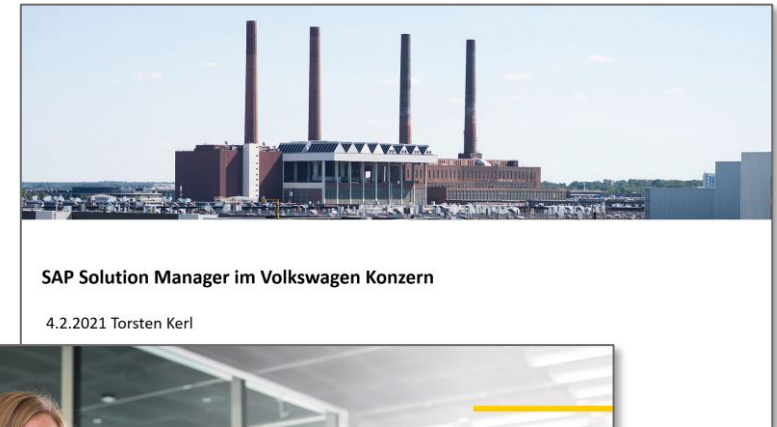 SAP Solution Manager im Volkswagen Konzern
4.2.2021 Torsten Kerl